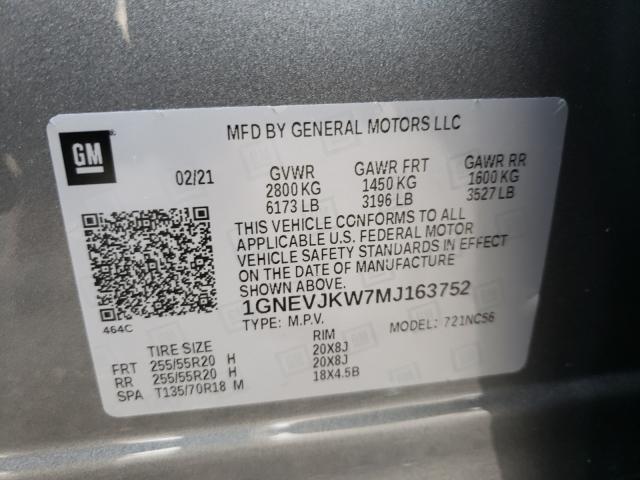 GM
MFD BY GENERAL MOTORS LLC
02/21
GVWR GAWR FRT GAWR RR
2800 KG 1450 KG 1600 KG
6173 LB 3196 LB 3527 LB
THIS VEHICLE CONFORMS TO ALL
APPLICABLE U.S. FEDERAL MOTOR
VEHICLE SAFETY STANDARDS IN EFFECT
ON THE DATE OF MANUFACTURE
SHOWN ABOVE.
1GNEVJKW7MJ163752
464C
TYPE: M.P.V. MODEL: 721NC56
TIRE SIZE RIM
FRT 255/55R20 H 20X8J
RR 255/55R20 H 20X8J
SPA T135/70R18 M 18X4.5B